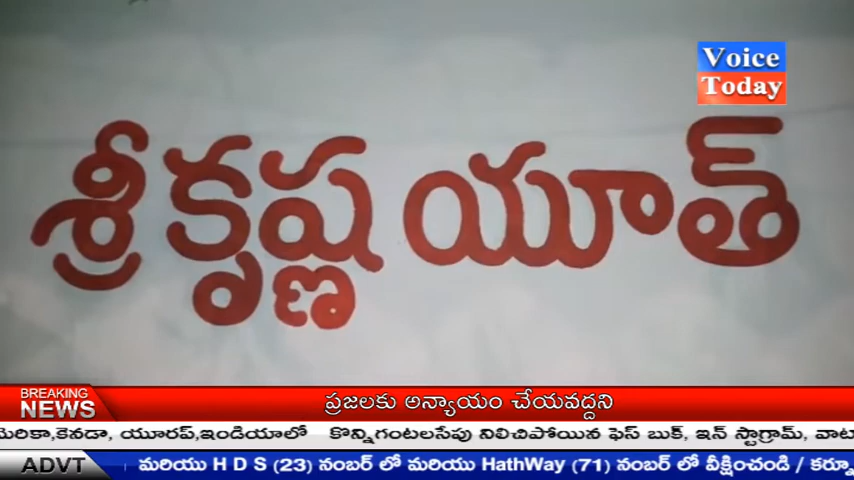 Voice
Today
శ్రీకృష్ణ యూత్
BREAKING
NEWS
ప్రజలకు అన్యాయం చేయవద్దని
కెనడా, యూరప్,ఇండియాలో కొన్నిగంటలసేపు నిలిచిపోయిన ఫెస్ బుక్, ఇన్ స్టాగ్రామ్,
ADVT
మరియు H D S (23) నంబర్ లో మరియు HathWay (71) నంబర్ లో వీక్షించండి /